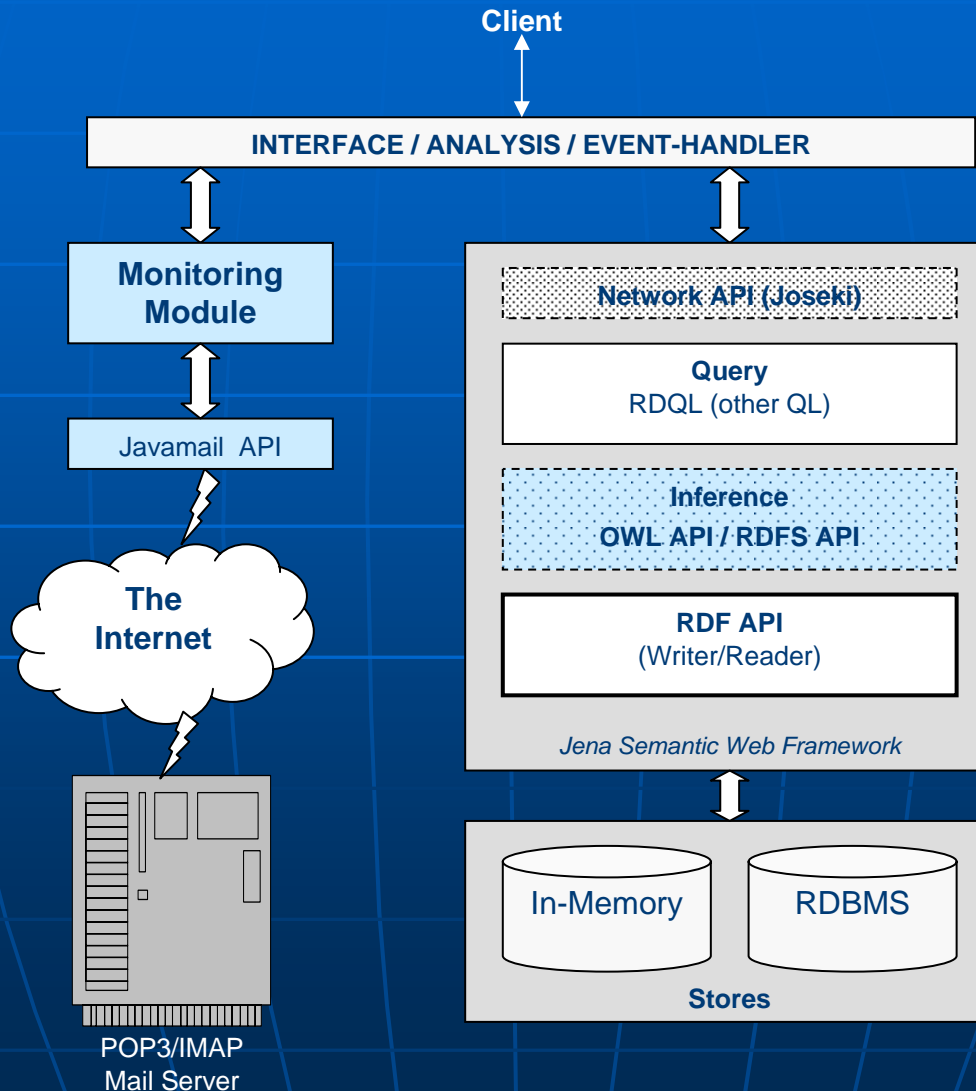 Client
INTERFACE / ANALYSIS / EVENT-HANDLER
Monitoring
Module
Javamail API
The
Internet
POP3/IMAP
Mail Server
Network API (Joseki)
Query
RDQL (other QL)
Inference
OWL API / RDFS API
RDF API
(Writer/Reader)
Jena Semantic Web Framework
In-Memory
RDBMS
Stores